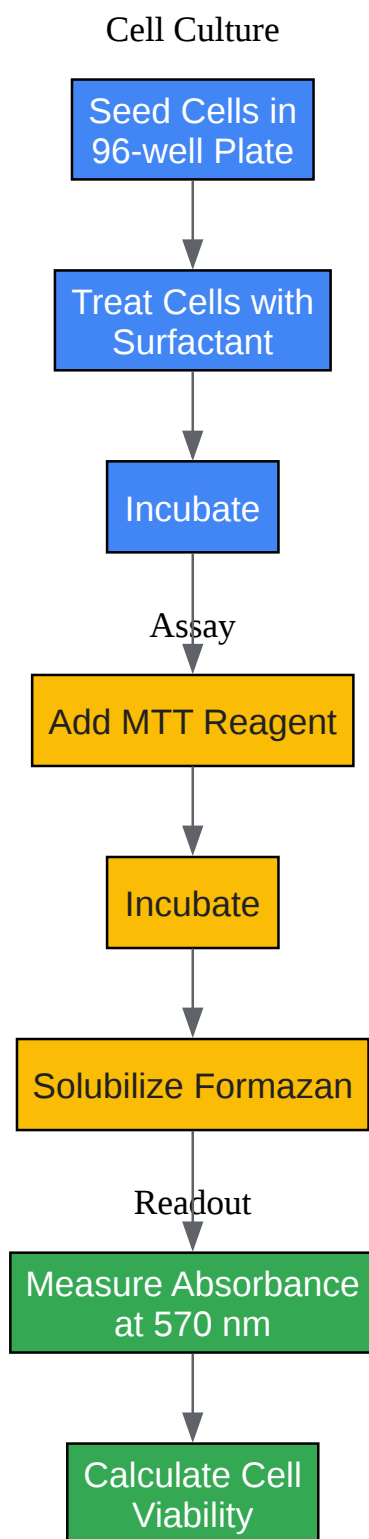 Cell Culture
Seed Cells in
96-well Plate
Treat Cells with
Surfactant
Incubate
Assay
Add MTT Reagent
Incubate
Solubilize Formazan
Readout
Measure Absorbance
at 570 nm
Calculate Cell
Viability